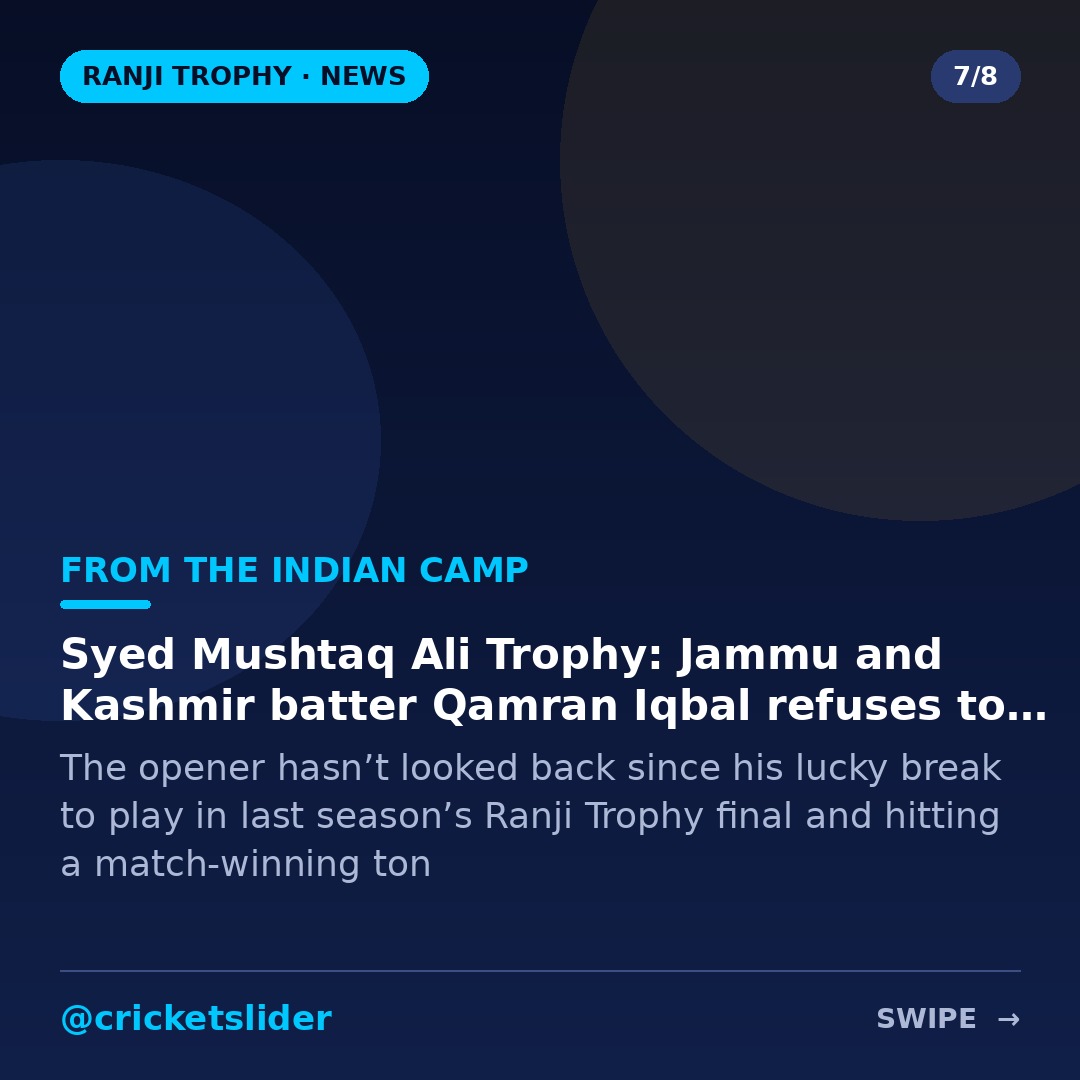 RANJI TROPHY · NEWS
7/8
FROM THE INDIAN CAMP
Syed Mushtaq Ali Trophy: Jammu and
Kashmir batter Qamran Iqbal refuses to…
The opener hasn’t looked back since his lucky break
to play in last season’s Ranji Trophy final and hitting
a match-winning ton
@cricketslider
SWIPE →